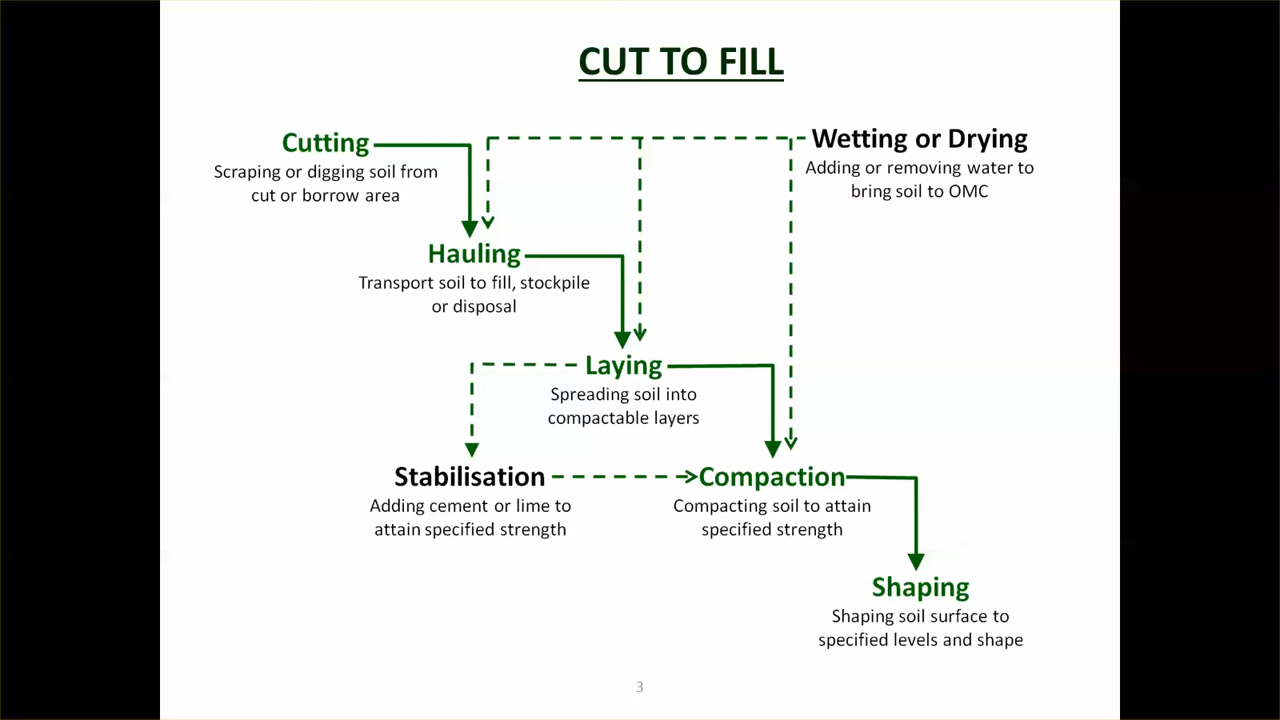 CUT TO FILL
Cutting
Scraping or digging soil from
cut or borrow area
Wetting or Drying
Adding or removing water to
bring soil to OMC
Hauling
Transport soil to fill, stockpile
or disposal
Laying
Spreading soil into
compactable layers
Stabilisation
Adding cement or lime to
attain specified strength
Compaction
Compacting soil to attain
specified strength
Shaping
Shaping soil surface to
specified levels and shape
3